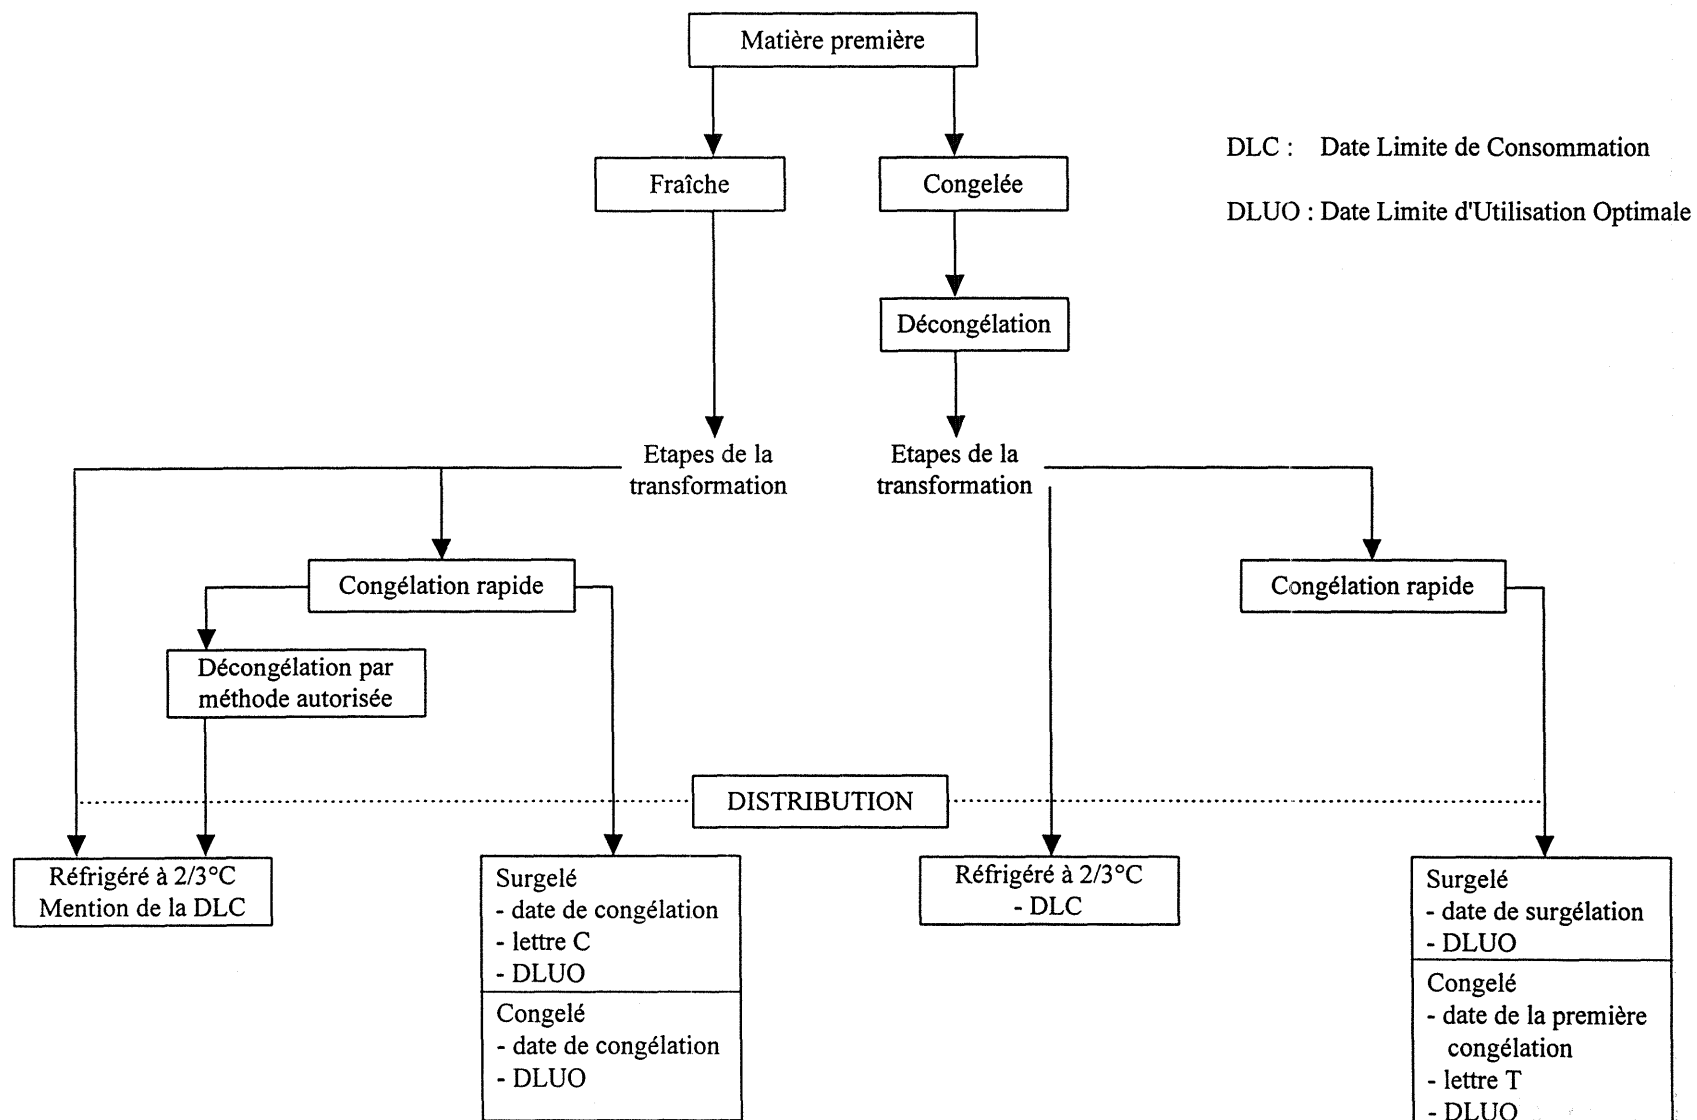 Matière première
DLC : Date Limite de Consommation
Fraîche
Congelée
DLUO : Date Limite d'Utilisation Optimale
Décongélation
Etapes de la
transformation
Etapes de la
transformation
Congélation rapide
Congélation rapide
Décongélation par
méthode autorisée
DISTRIBUTION
Réfrigéré à 2/3°C
Mention de la DLC
Surgelé
- date de congélation
- lettre C
- DLUO
Congelé
- date de congélation
- DLUO
Réfrigéré à 2/3°C
- DLC
Surgelé
- date de surgélation
- DLUO
Congelé
- date de la première
congélation
- lettre T
- DLUO